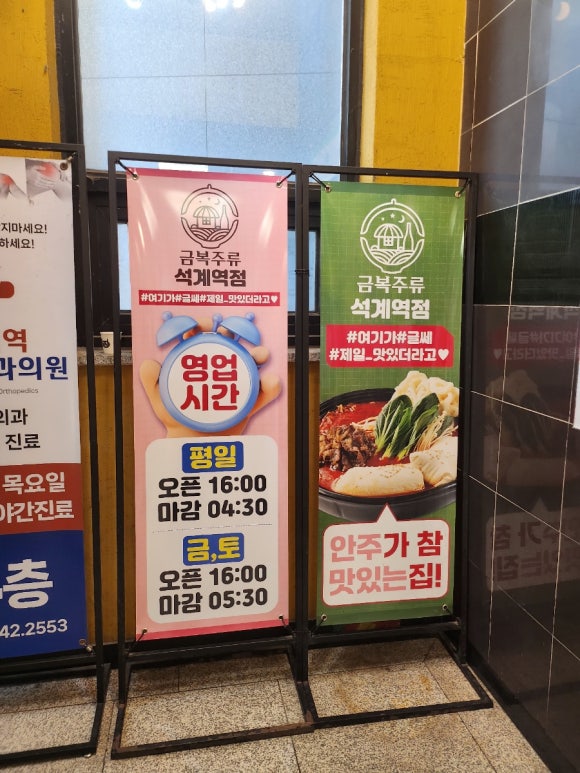 지마세요!
하세요!
역
과의원
Orthopedics
외과
진료
목요일
야간진료
층
42.2553
금복주류
석계역점
#여기가#글쎄#제일_맛있더라고♥
영업
시간
평일
오픈 16:00
마감 04:30
금,토
오픈 16:00
마감 05:30
금복주류
석계역점
#여기가#글쎄
#제일_맛있더라고♥
안주가 참
맛있는집!